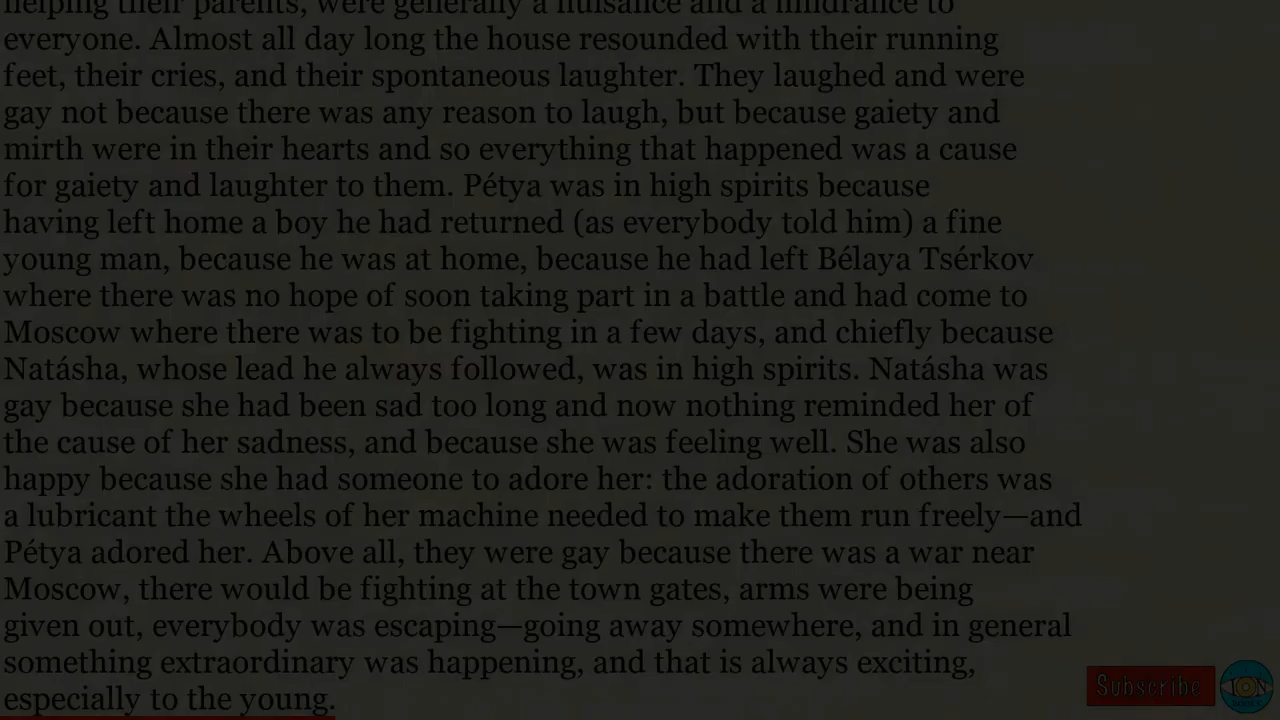 helping their parents, were generally a nuisance and a hindrance to
everyone. Almost all day long the house resounded with their running
feet, their cries, and their spontaneous laughter. They laughed and were
gay not because there was any reason to laugh, but because gaiety and
mirth were in their hearts and so everything that happened was a cause
for gaiety and laughter to them. Pétya was in high spirits because
having left home a boy he had returned (as everybody told him) a fine
young man, because he was at home, because he had left Bélaya Tsérkov
where there was no hope of soon taking part in a battle and had come to
Moscow where there was to be fighting in a few days, and chiefly because
Natásha, whose lead he always followed, was in high spirits. Natásha was
gay because she had been sad too long and now nothing reminded her of
the cause of her sadness, and because she was feeling well. She was also
happy because she had someone to adore her: the adoration of others was
a lubricant the wheels of her machine needed to make them run freely—and
Pétya adored her. Above all, they were gay because there was a war near
Moscow, there would be fighting at the town gates, arms were being
given out, everybody was escaping—going away somewhere, and in general
something extraordinary was happening, and that is always exciting,
especially to the young.
Subscribe
ION
BOOKS